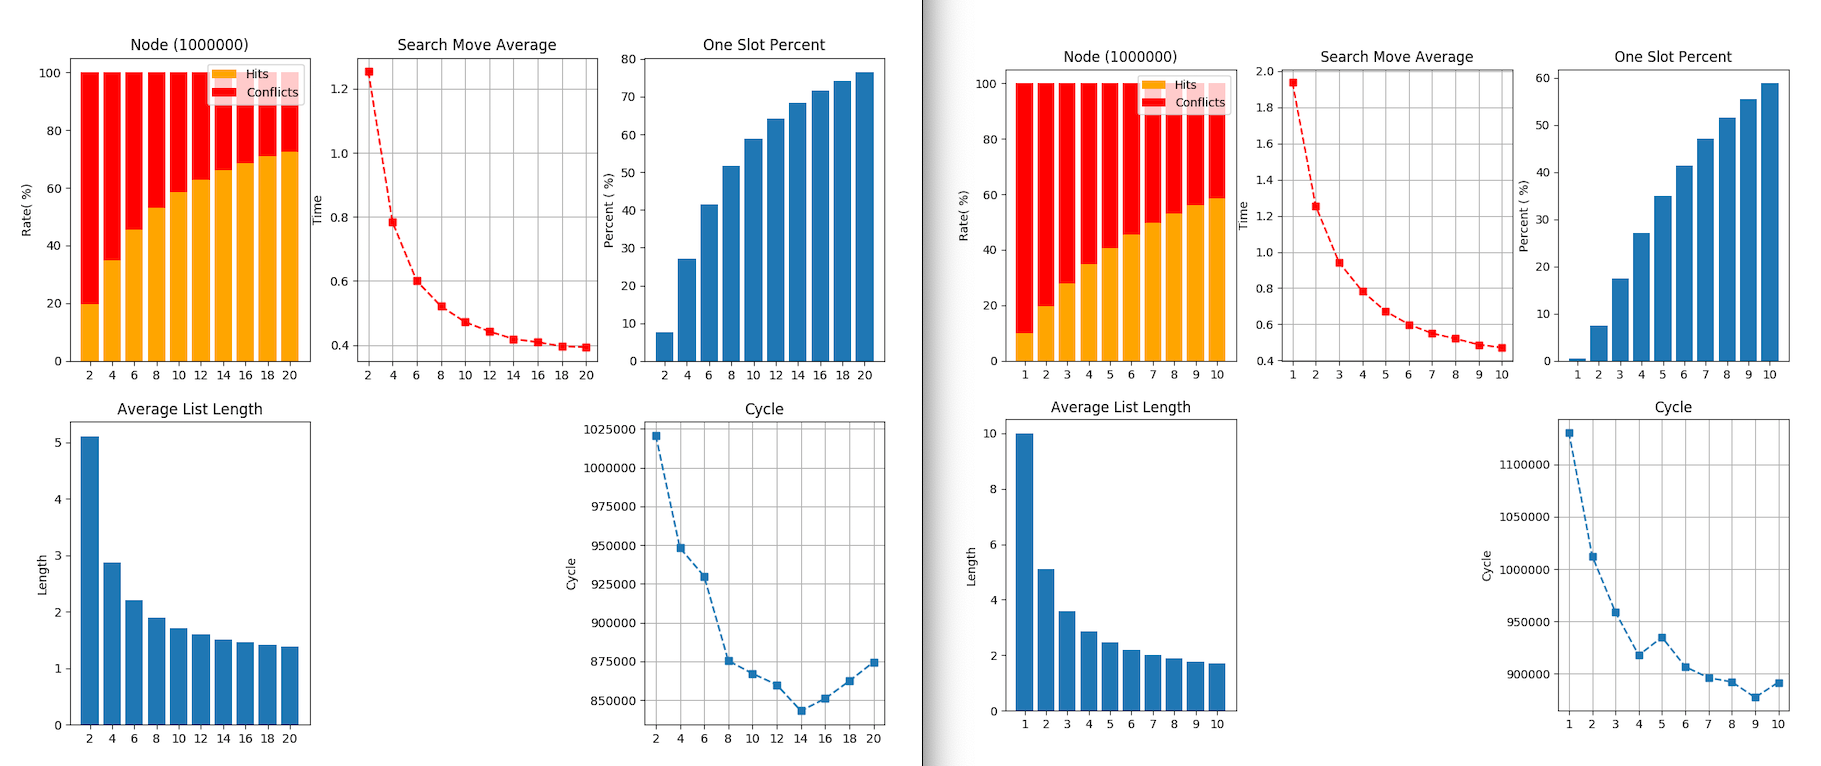 Node (1000000)
Rate( %)
100
80
60
40
20
0
Hits
Conflicts
2 4 6 8 10 12 14 16 18 20
Search Move Average
Time
1.2
1.0
0.8
0.6
0.4
2 4 6 8 10 12 14 16 18 20
One Slot Percent
Percent ( %)
80
70
60
50
40
30
20
10
0
2 4 6 8 10 12 14 16 18 20
Average List Length
Length
5
4
3
2
1
0
2 4 6 8 10 12 14 16 18 20
Cycle
Cycle
1025000
1000000
975000
950000
925000
900000
875000
850000
2 4 6 8 10 12 14 16 18 20
Node (1000000)
Rate( %)
100
80
60
40
20
0
Hits
Conflicts
1 2 3 4 5 6 7 8 9 10
Search Move Average
Time
2.0
1.8
1.6
1.4
1.2
1.0
0.8
0.6
0.4
1 2 3 4 5 6 7 8 9 10
One Slot Percent
Percent ( %)
60
50
40
30
20
10
0
1 2 3 4 5 6 7 8 9 10
Average List Length
Length
10
8
6
4
2
0
1 2 3 4 5 6 7 8 9 10
Cycle
Cycle
1100000
1050000
1000000
950000
900000
1 2 3 4 5 6 7 8 9 10